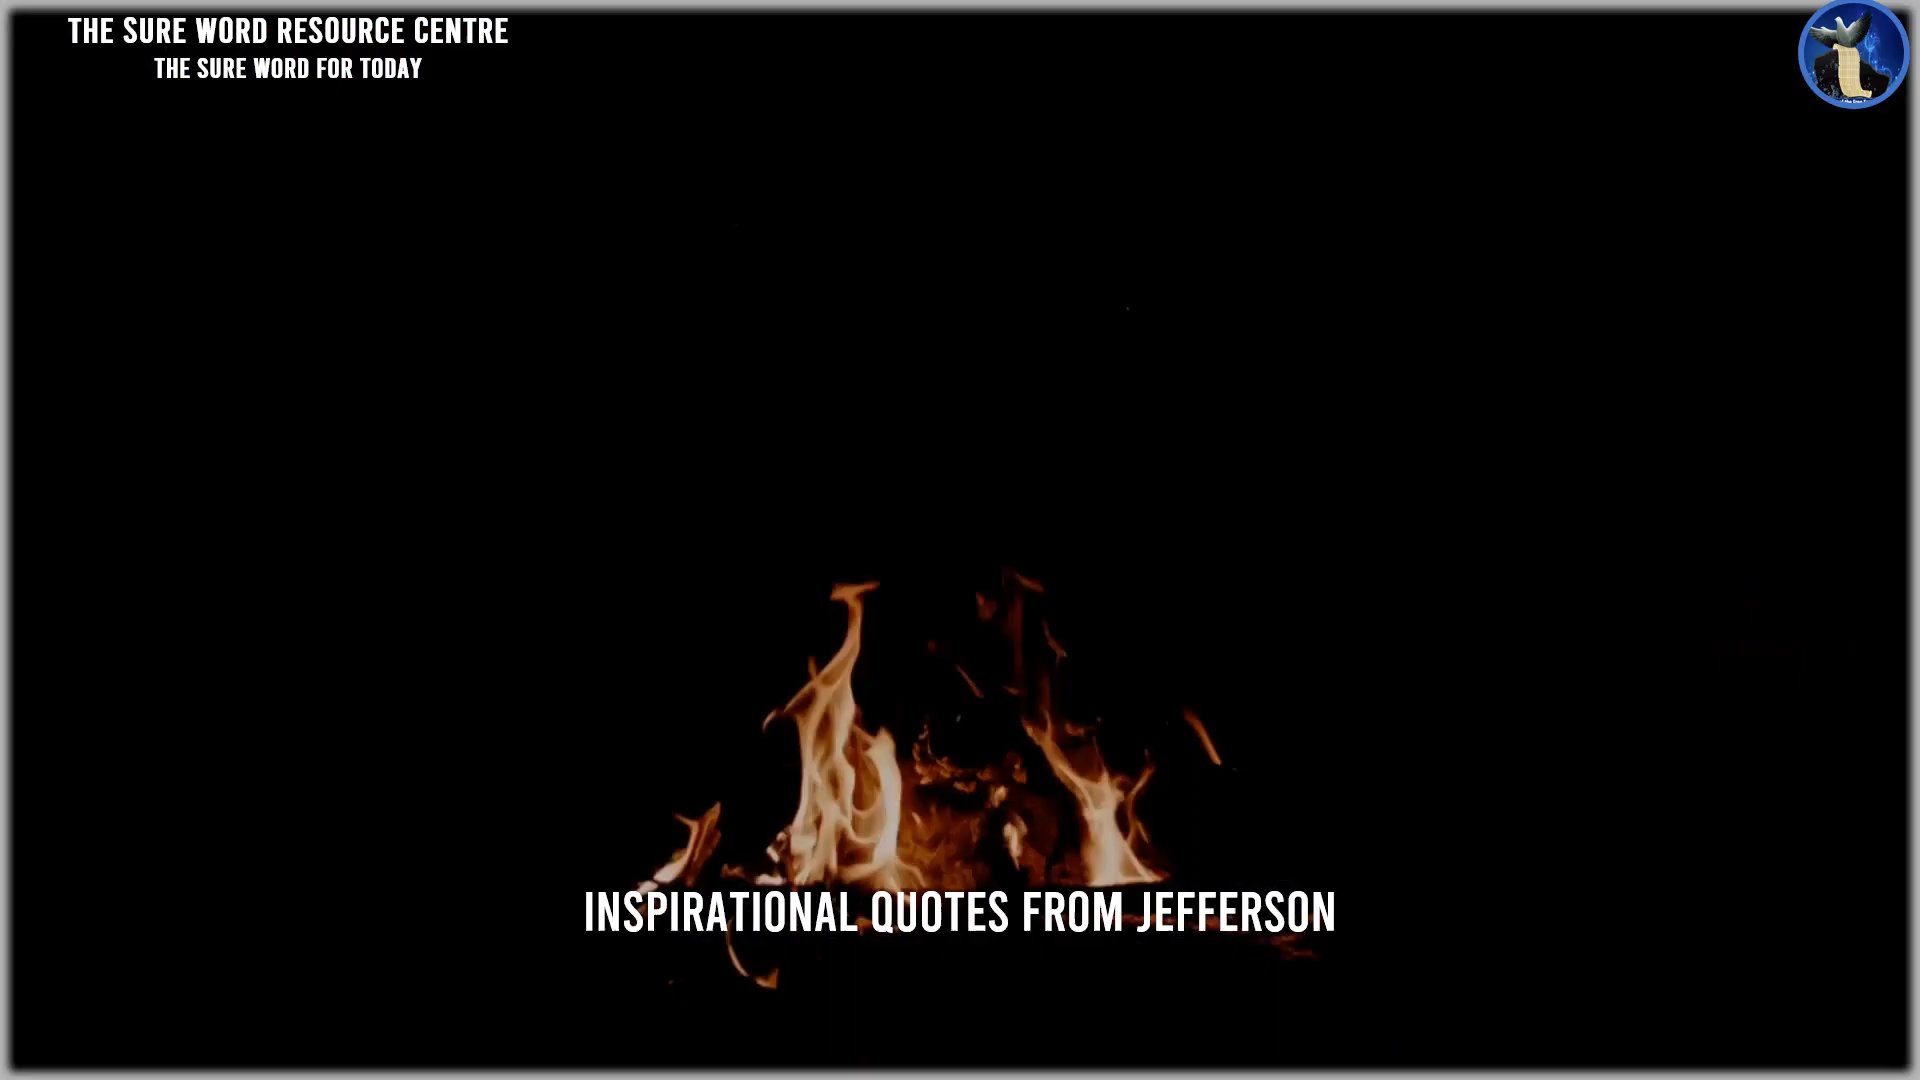 THE SURE WORD RESOURCE CENTRE
THE SURE WORD FOR TODAY
INSPIRATIONAL QUOTES FROM JEFFERSON